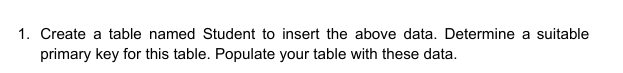 1. Create a table named Student to insert the above data. Determine a suitable
primary key for this table. Populate your table with these data.